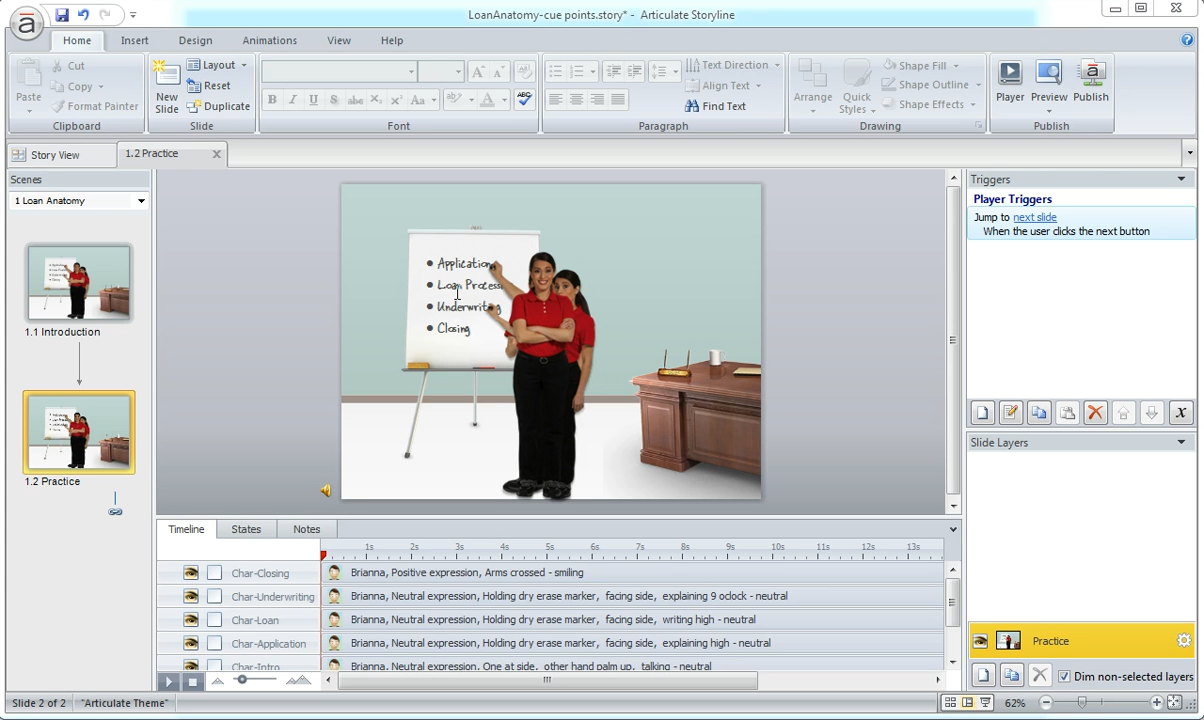 LoanAnatomy-cue points.story* - Articulate Storyline
Home Insert Design Animations View Help
Paste
Cut
Copy
Format Painter
Clipboard
New Slide
Layout
Reset
Duplicate
Slide
B I U S abc X₂ X² Aa
ABC
Font
Text Direction
Align Text
Find Text
Paragraph
Arrange
Quick Styles
Shape Fill
Shape Outline
Shape Effects
Drawing
Player
Preview
Publish
Publish
Story View
1.2 Practice
Scenes
1 Loan Anatomy
1.1 Introduction
1.2 Practice
Application
Loan Process
Underwriting
Closing
Triggers
Player Triggers
Jump to next slide
When the user clicks the next button
Slide Layers
Practice
Dim non-selected layers
Timeline States Notes
1s 2s 3s 4s 5s 6s 7s 8s 9s 10s 11s 12s 13s
Char-Closing Brianna, Positive expression, Arms crossed - smiling
Char-Underwriting Brianna, Neutral expression, Holding dry erase marker, facing side, explaining 9 oclock - neutral
Char-Loan Brianna, Neutral expression, Holding dry erase marker, facing side, writing high - neutral
Char-Application Brianna, Neutral expression, Holding dry erase marker, facing side, explaining high - neutral
Char-Intro Brianna, Neutral expression, One at side, other hand palm up, talking - neutral
Slide 2 of 2 "Articulate Theme" 62%